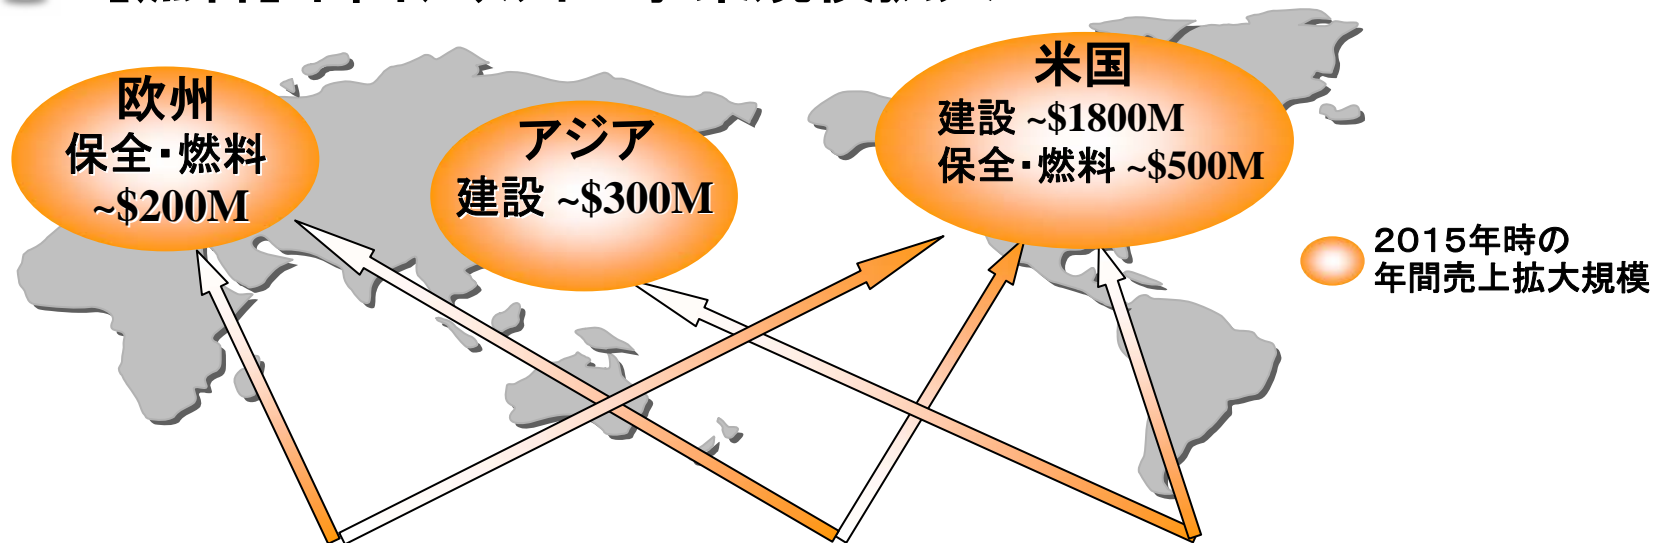 欧州
保全・燃料
~$200M
アジア
建設 ~$300M
米国
建設 ~$1800M
保全・燃料 ~$500M
２０１５年時の
年間売上拡大規模